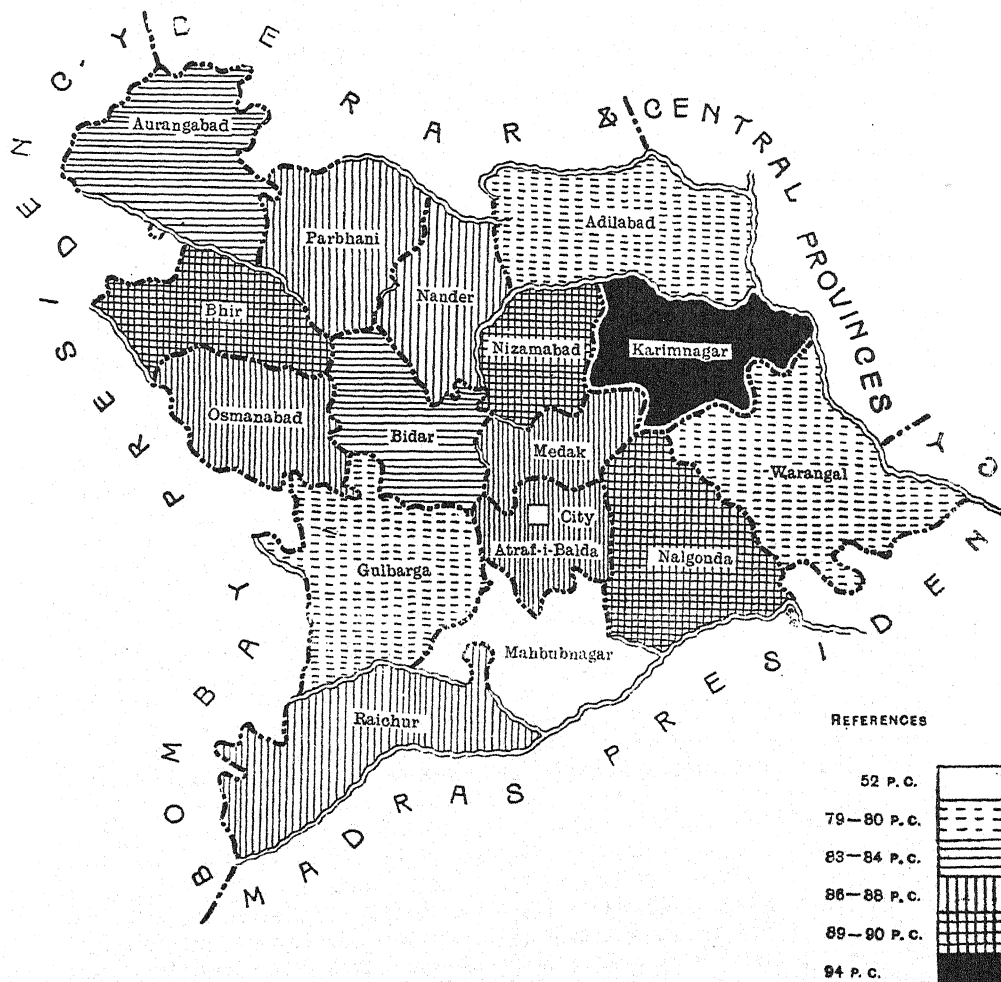 BOMBAY PRESIDENC-Y
BERAR & CENTRAL PROVINCES
Aurangabad
Parbhani
Adilabad
Nander
Bhir
Nizamabad
Karimnagar
Osmanabad
Bidar
Medak
Warangal
City
Atraf-i-Balda
Nalgonda
Gulbarga
Mahbubnagar
Raichur
MADRAS PRESIDENCY
REFERENCES
52 P.C.
79—80 P.C.
83—84 P.C.
86—88 P.C.
89—90 P.C.
94 P.C.